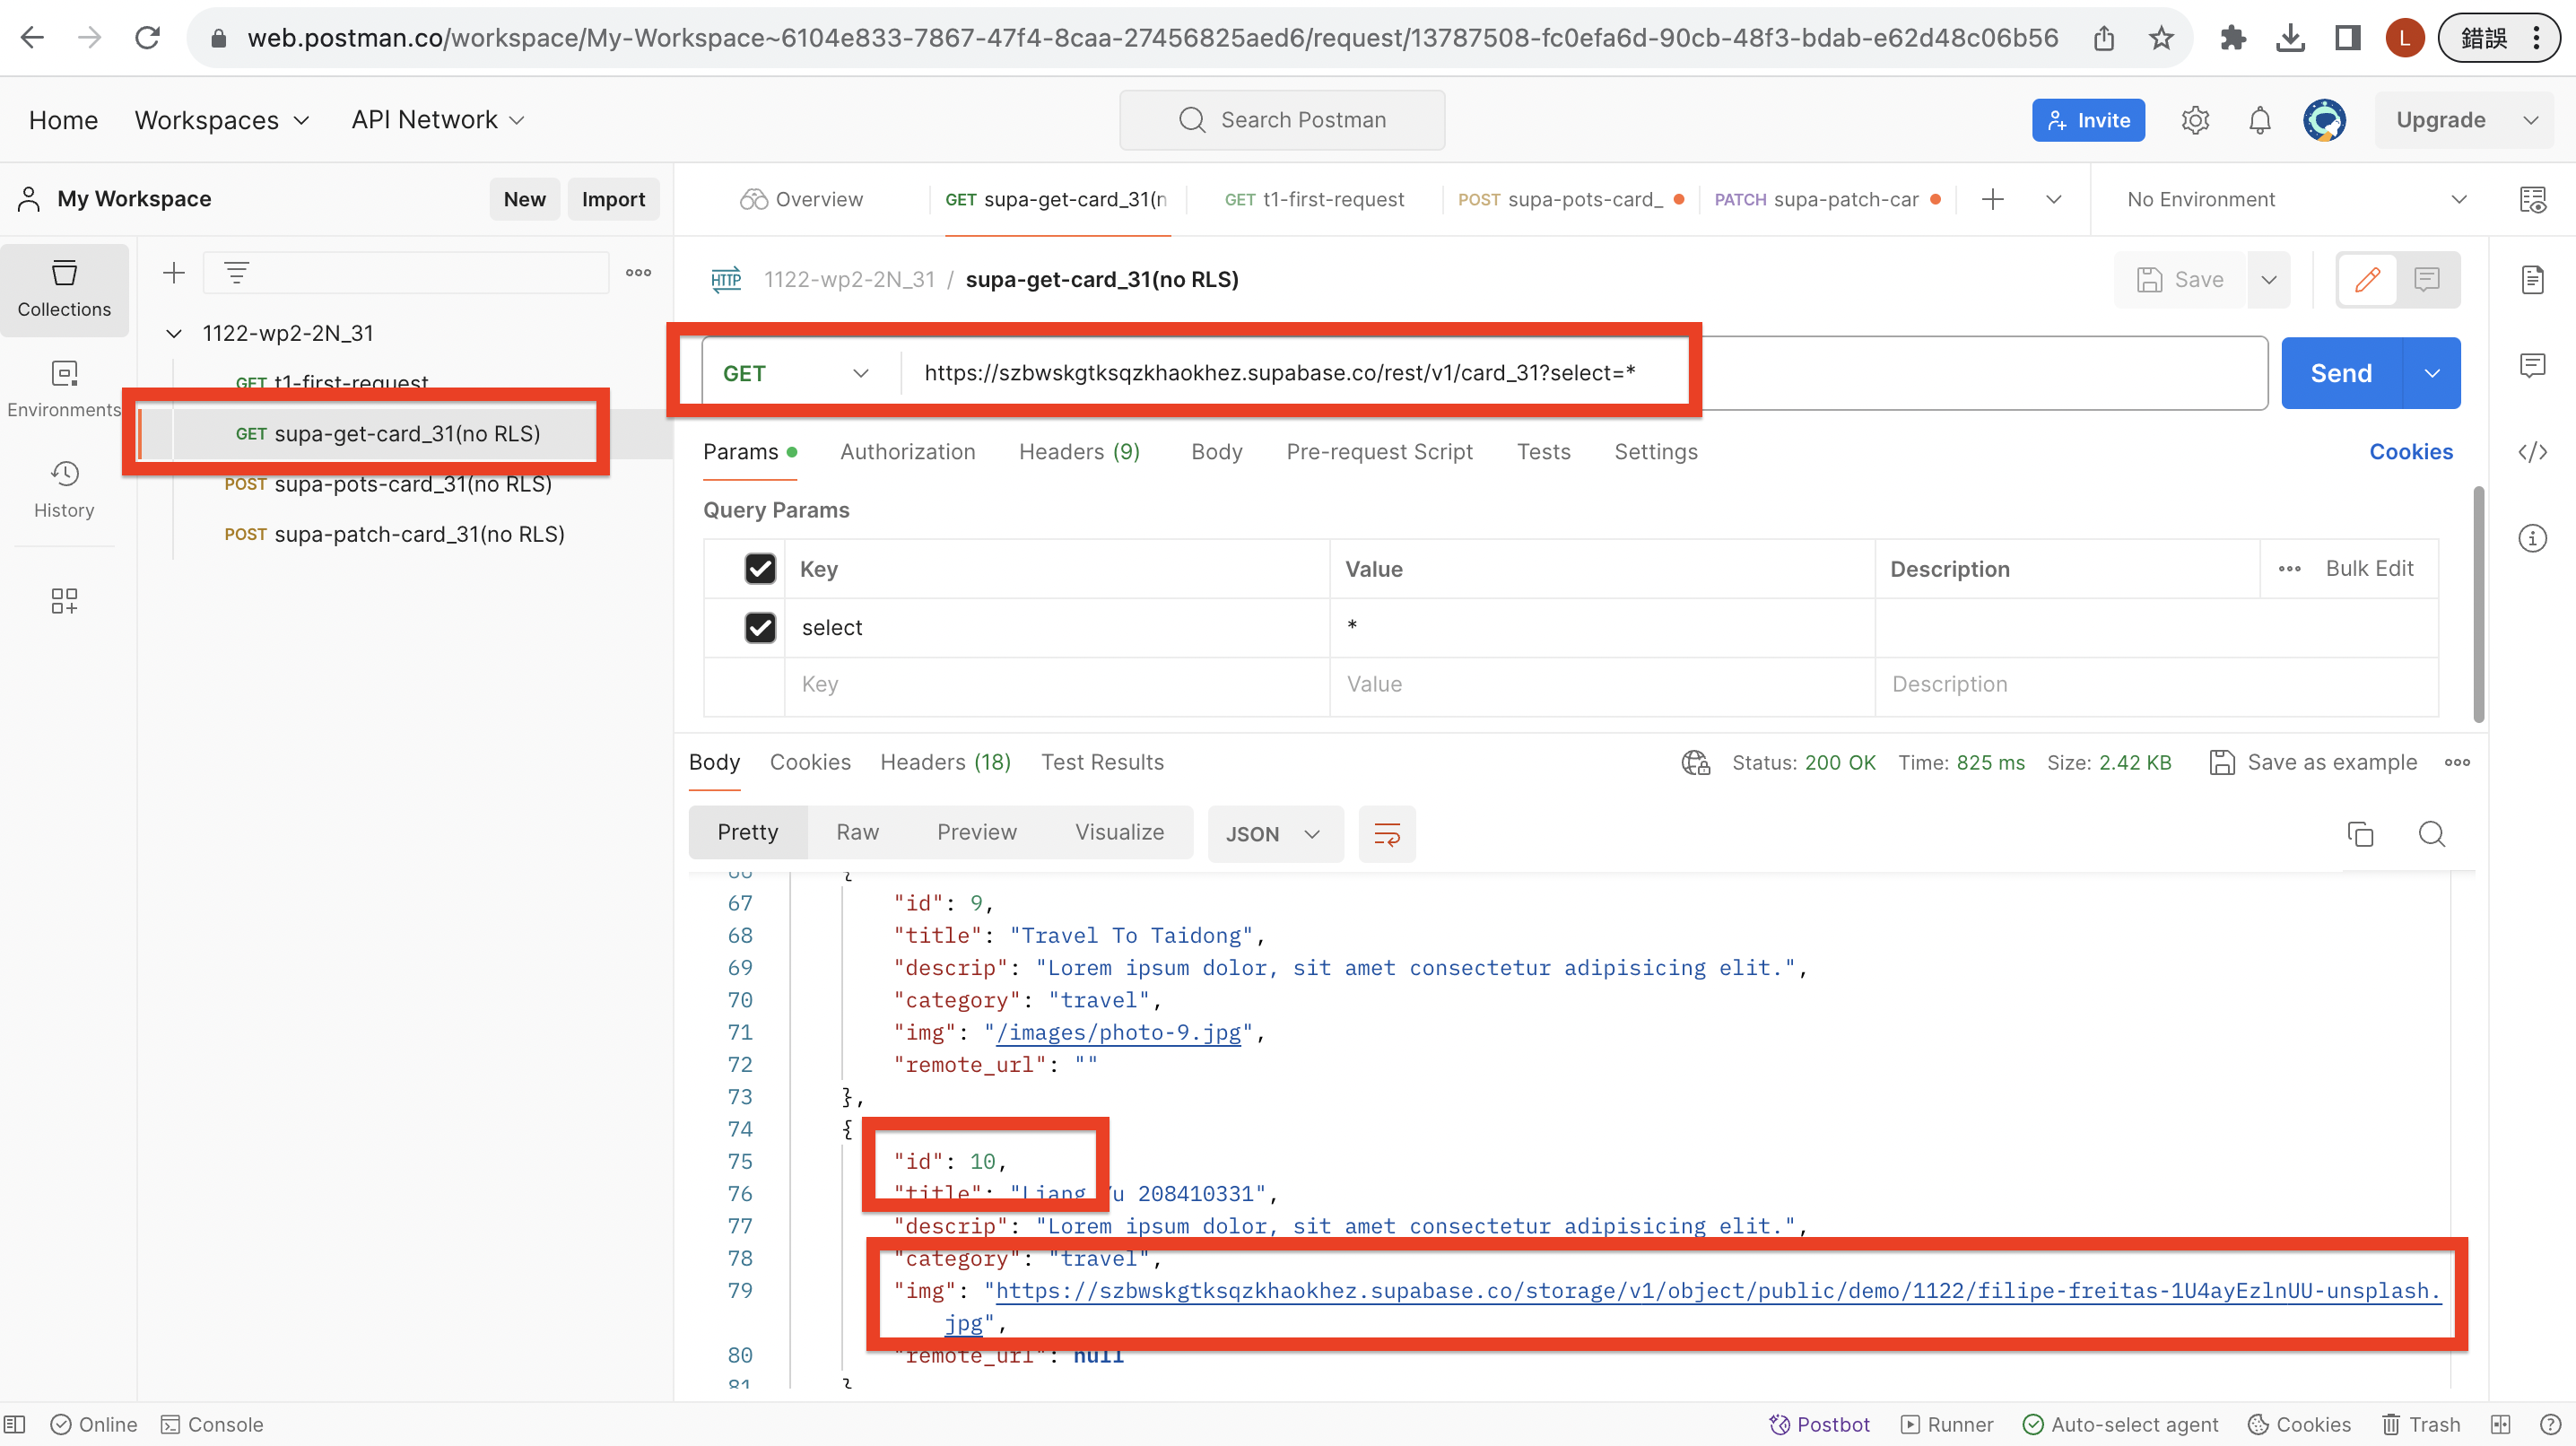 web.postman.co/workspace/My-Workspace~6104e833-7867-47f4-8caa-27456825aed6/request/13787508-fc0efa6d-90cb-48f3-bdab-e62d48c06b56
L
錯誤
Home
Workspaces
API Network
Search Postman
Invite
Upgrade
My Workspace
New
Import
Overview
GET supa-get-card_31(n
GET t1-first-request
POST supa-pots-card_
PATCH supa-patch-car
No Environment
Collections
Environments
History
1122-wp2-2N_31
GET t1-first-request
GET supa-get-card_31(no RLS)
POST supa-pots-card_31(no RLS)
POST supa-patch-card_31(no RLS)
HTTP 1122-wp2-2N_31 / supa-get-card_31(no RLS)
Save
GET https://szbwskgtksqzkhaokhez.supabase.co/rest/v1/card_31?select=*
Send
Params
Authorization
Headers (9)
Body
Pre-request Script
Tests
Settings
Cookies
Query Params
Key Value Description Bulk Edit
select *
Key Value Description
Body
Cookies
Headers (18)
Test Results
Status: 200 OK Time: 825 ms Size: 2.42 KB
Save as example
Pretty
Raw
Preview
Visualize
JSON
66 {
67 "id": 9,
68 "title": "Travel To Taidong",
69 "descrip": "Lorem ipsum dolor, sit amet consectetur adipisicing elit.",
70 "category": "travel",
71 "img": "/images/photo-9.jpg",
72 "remote_url": ""
73 },
74 {
75 "id": 10,
76 "title": "Liang Yu 208410331",
77 "descrip": "Lorem ipsum dolor, sit amet consectetur adipisicing elit.",
78 "category": "travel",
79 "img": "https://szbwskgtksqzkhaokhez.supabase.co/storage/v1/object/public/demo/1122/filipe-freitas-1U4ayEzlnUU-unsplash.
jpg",
80 "remote_url": null
81 }
Online
Console
Postbot
Runner
Auto-select agent
Cookies
Trash